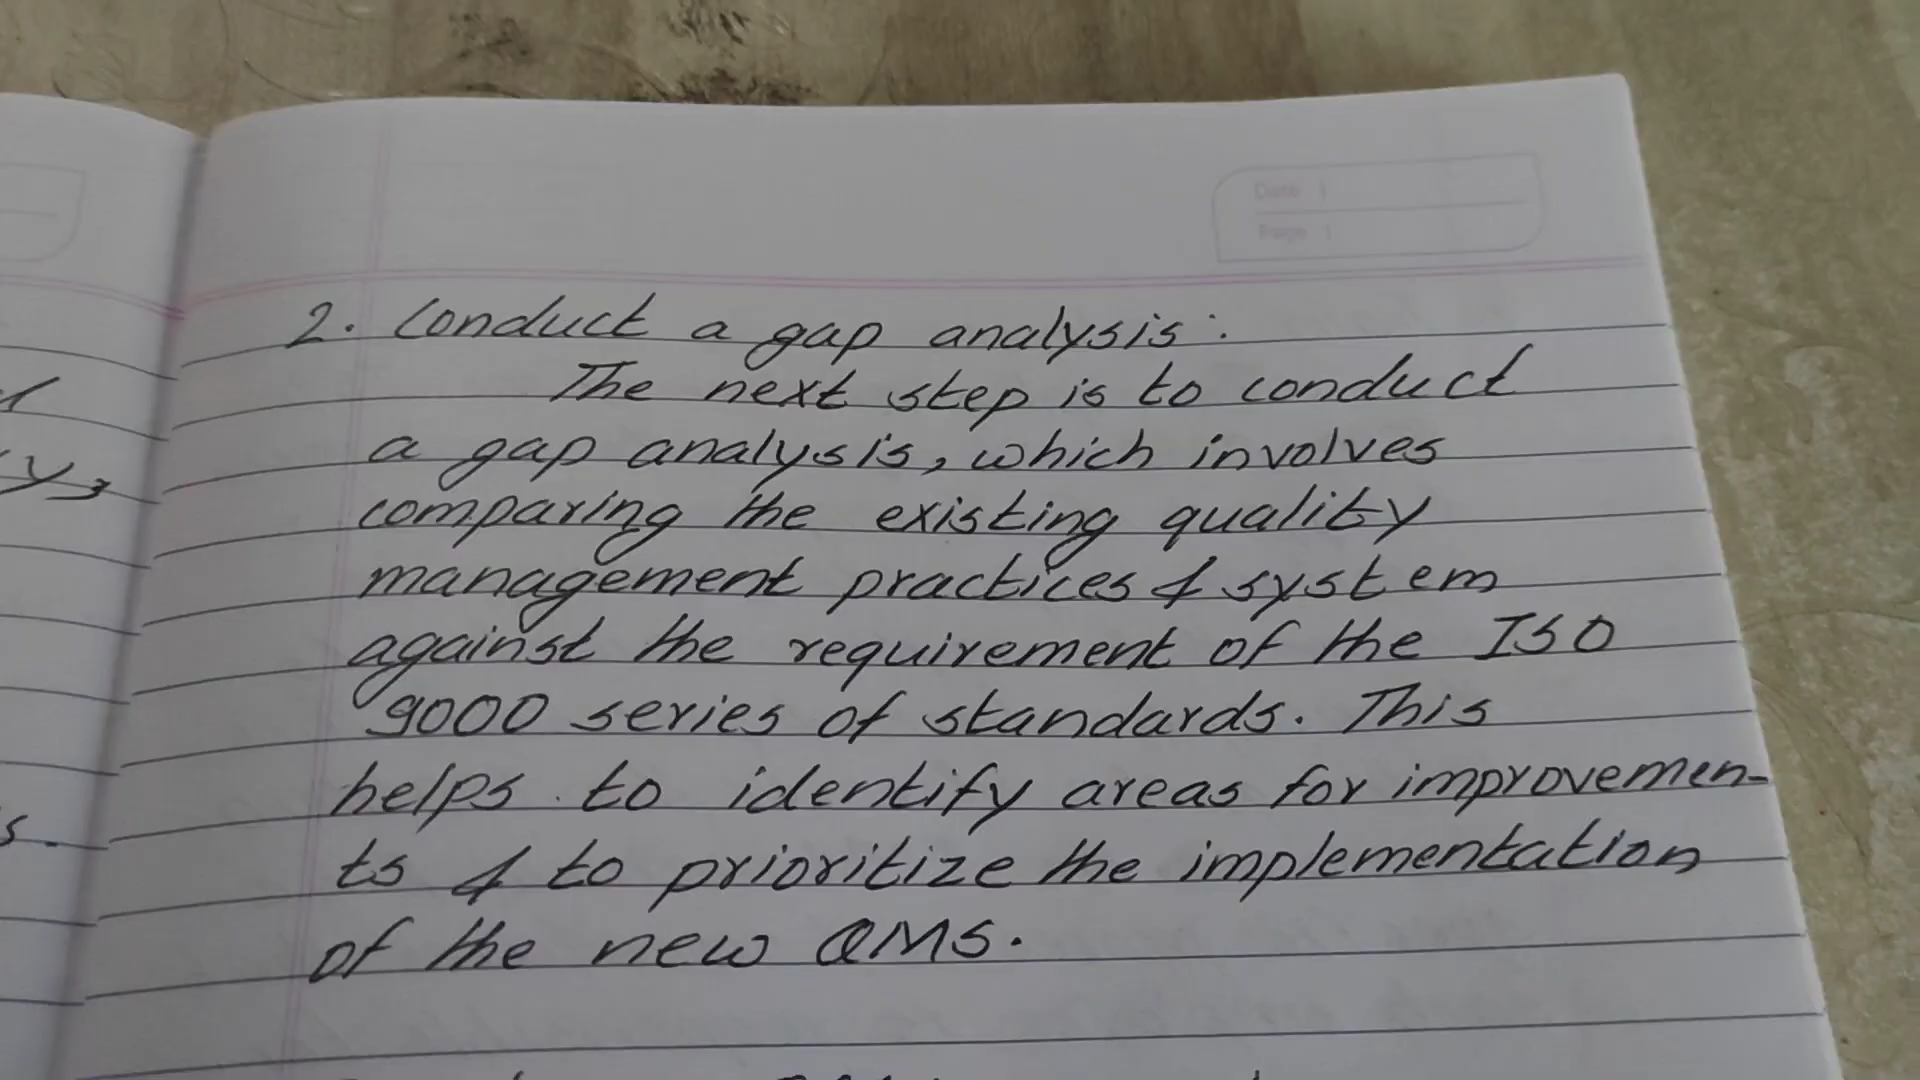 Date :
Page :
2. Conduct a gap analysis:
The next step is to conduct
a gap analysis, which involves
comparing the existing quality
management practices & system
against the requirement of the ISO
9000 series of standards. This
helps to identify areas for improvemen-
ts & to prioritize the implementation
of the new QMS.